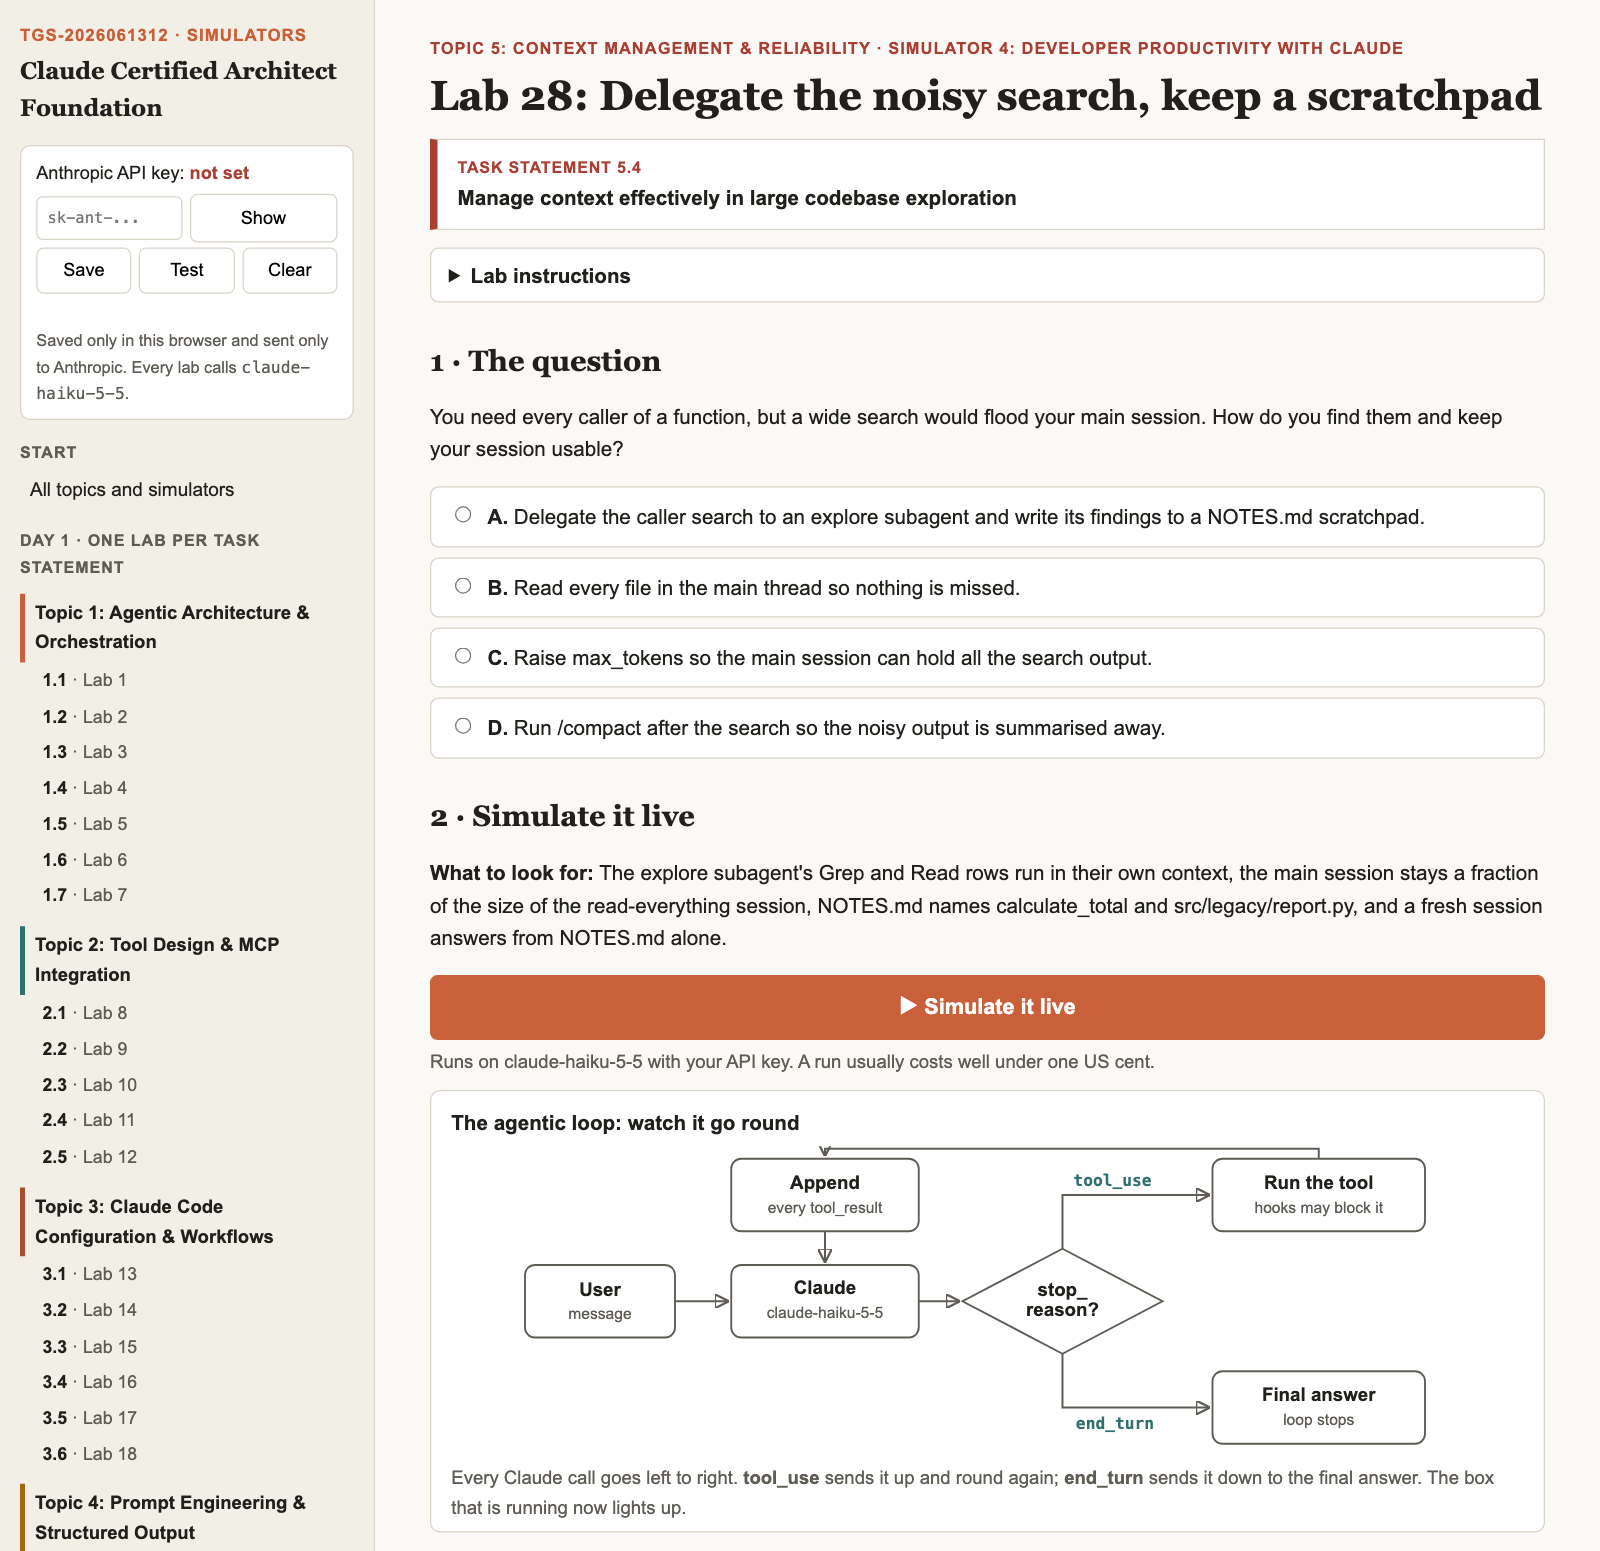 TGS-2026061312 · SIMULATORS
Claude Certified Architect
Foundation
Anthropic API key: not set
sk-ant-...
Show
Save
Test
Clear
Saved only in this browser and sent only
to Anthropic. Every lab calls claude-
haiku-5-5.
START
All topics and simulators
DAY 1 · ONE LAB PER TASK
STATEMENT
Topic 1: Agentic Architecture &
Orchestration
1.1 · Lab 1
1.2 · Lab 2
1.3 · Lab 3
1.4 · Lab 4
1.5 · Lab 5
1.6 · Lab 6
1.7 · Lab 7
Topic 2: Tool Design & MCP
Integration
2.1 · Lab 8
2.2 · Lab 9
2.3 · Lab 10
2.4 · Lab 11
2.5 · Lab 12
Topic 3: Claude Code
Configuration & Workflows
3.1 · Lab 13
3.2 · Lab 14
3.3 · Lab 15
3.4 · Lab 16
3.5 · Lab 17
3.6 · Lab 18
Topic 4: Prompt Engineering &
Structured Output
TOPIC 5: CONTEXT MANAGEMENT & RELIABILITY · SIMULATOR 4: DEVELOPER PRODUCTIVITY WITH CLAUDE
Lab 28: Delegate the noisy search, keep a scratchpad
TASK STATEMENT 5.4
Manage context effectively in large codebase exploration
▶ Lab instructions
1 · The question
You need every caller of a function, but a wide search would flood your main session. How do you find them and keep
your session usable?
A. Delegate the caller search to an explore subagent and write its findings to a NOTES.md scratchpad.
B. Read every file in the main thread so nothing is missed.
C. Raise max_tokens so the main session can hold all the search output.
D. Run /compact after the search so the noisy output is summarised away.
2 · Simulate it live
What to look for: The explore subagent's Grep and Read rows run in their own context, the main session stays a fraction
of the size of the read-everything session, NOTES.md names calculate_total and src/legacy/report.py, and a fresh session
answers from NOTES.md alone.
▶ Simulate it live
Runs on claude-haiku-5-5 with your API key. A run usually costs well under one US cent.
The agentic loop: watch it go round
Append
every tool_result
tool_use
Run the tool
hooks may block it
User
message
Claude
claude-haiku-5-5
stop_
reason?
Final answer
loop stops
end_turn
Every Claude call goes left to right. tool_use sends it up and round again; end_turn sends it down to the final answer. The box
that is running now lights up.